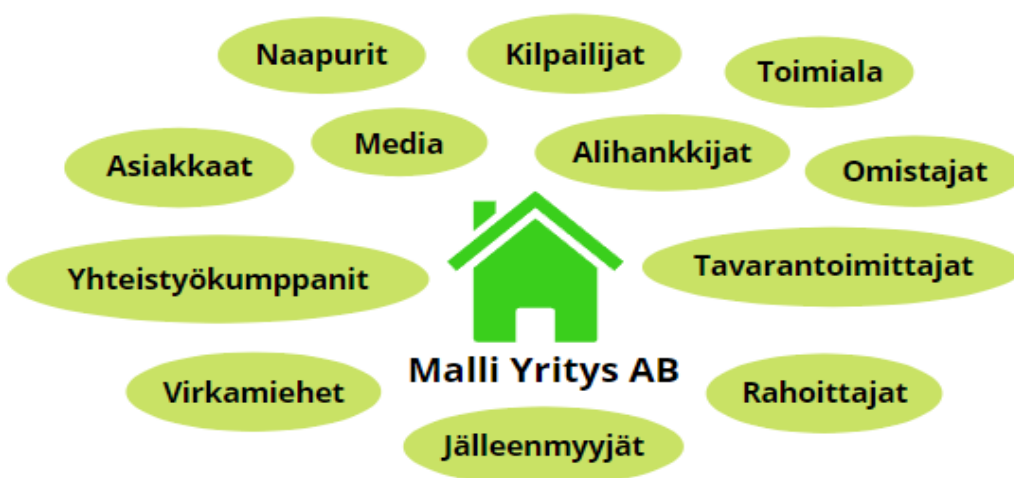 Naapurit
Kilpailijat
Toimiala
Media
Alihankkijat
Asiakkaat
Omistajat
Yhteistyökumppanit
Tavarantoimittajat
Malli Yritys AB
Virkamiehet
Rahoittajat
Jälleenmyyjät